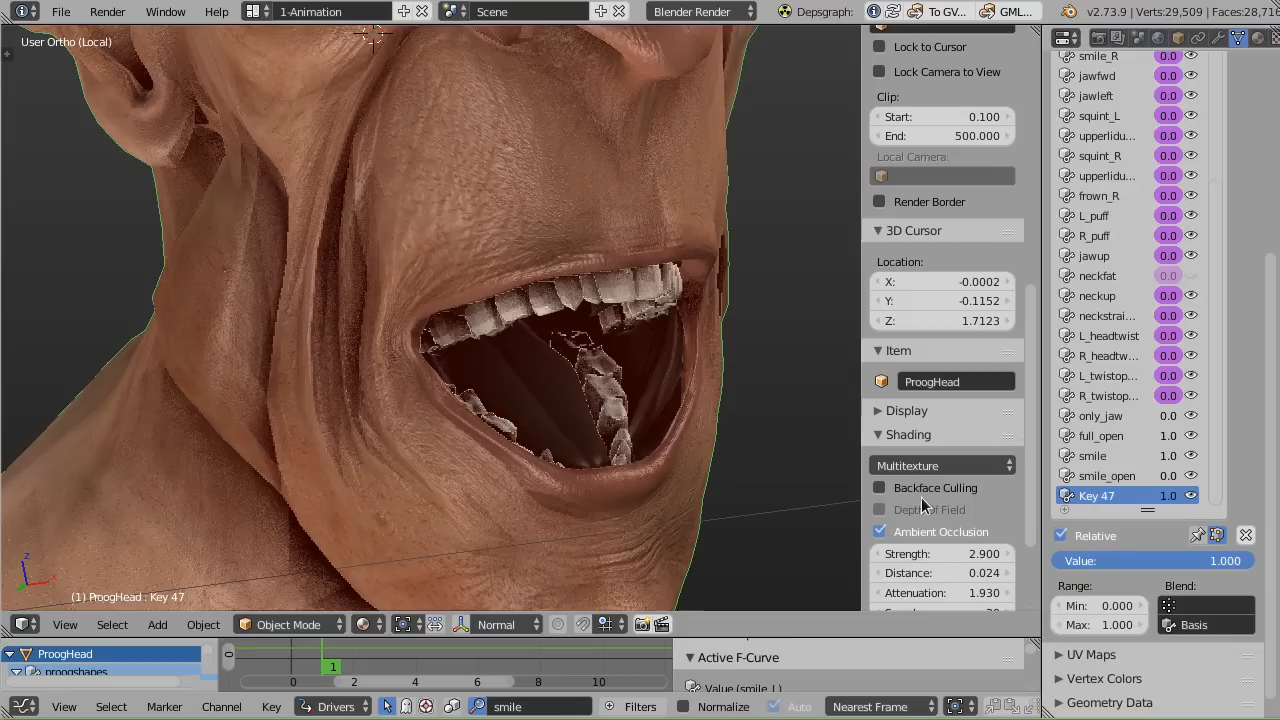 File Render Window Help 1-Animation Scene Blender Render Depsgraph: To GV... GML... v2.73.9 | Verts:29,509 | Faces:28,716
User Ortho (Local)
Lock to Cursor
Lock Camera to View
Clip:
Start: 0.100
End: 500.000
Local Camera:
Render Border
3D Cursor
Location:
X: -0.0002
Y: -0.1152
Z: 1.7123
Item
ProogHead
Display
Shading
Multitexture
Backface Culling
Depth of Field
Ambient Occlusion
Strength: 2.900
Distance: 0.024
Attenuation: 1.930
smile_R 0.0
jawfwd 0.0
jawleft 0.0
squint_L 0.0
upperlidu... 0.0
squint_R 0.0
upperlidu... 0.0
frown_R 0.0
L_puff 0.0
R_puff 0.0
jawup 0.0
neckfat 0.0
neckup 0.0
neckstrai... 0.0
L_headtwist 0.0
R_headtw... 0.0
L_twistop... 0.0
R_twistop... 0.0
only_jaw 0.0
full_open 1.0
smile 1.0
smile_open 0.0
Key 47 1.0
Relative
Value: 1.000
Range: Blend:
Min: 0.000
Max: 1.000 Basis
UV Maps
Vertex Colors
Geometry Data
z
x
(1) ProogHead : Key 47
View Select Add Object Object Mode Normal
ProogHead
proogshapes
0
1
0 2 4 6 8 10
Active F-Curve
Value (smile_L)
View Select Marker Channel Key Drivers smile Filters Normalize Auto Nearest Frame